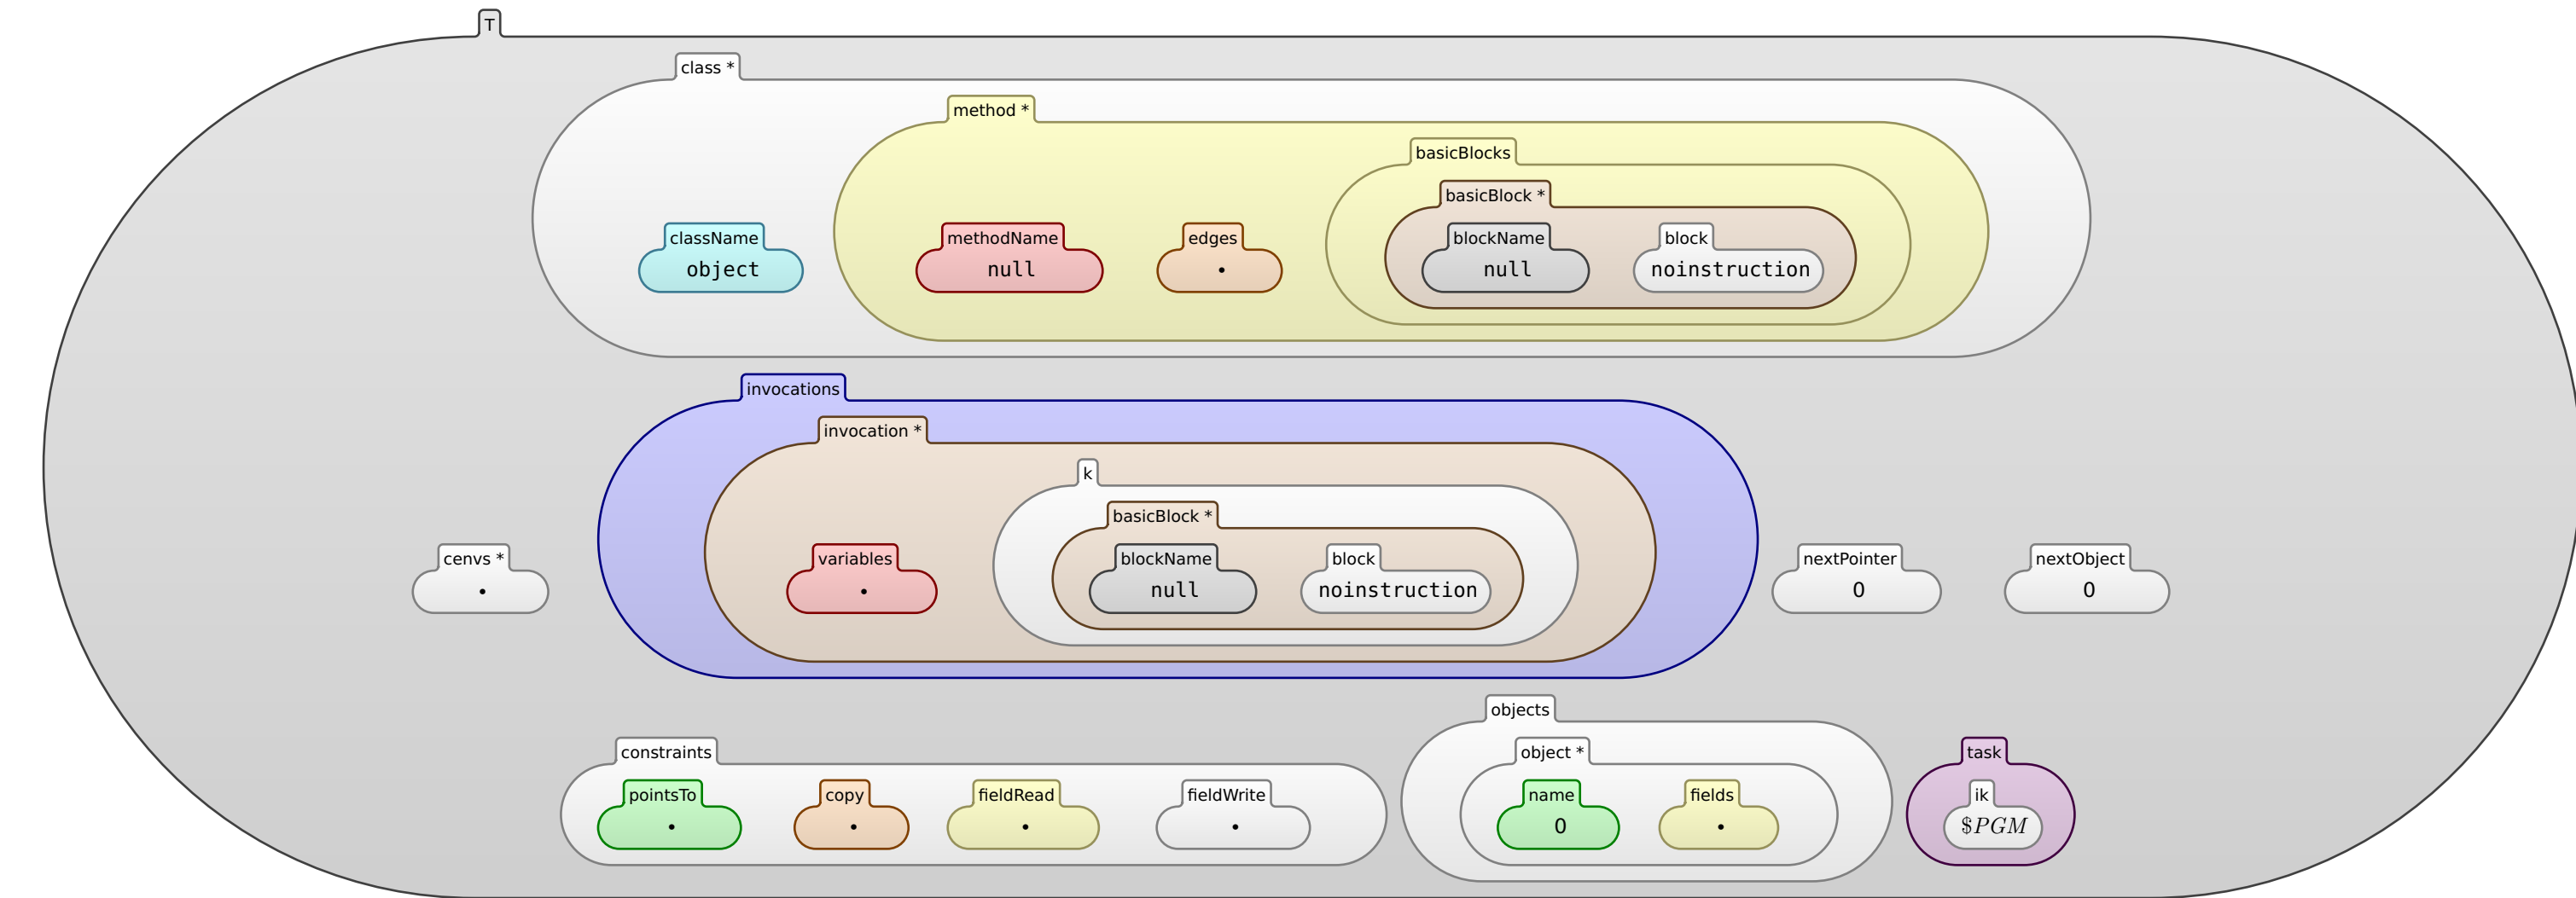 T
class *
method *
basicBlocks
basicBlock *
className methodName edges blockName block
object null • null noinstruction
invocations
invocation *
k
basicBlock *
cenvs * variables blockName block nextPointer nextObject
• • null noinstruction 0 0
objects
constraints object * task
pointsTo copy fieldRead fieldWrite name fields ik
• • • • 0 • $PGM